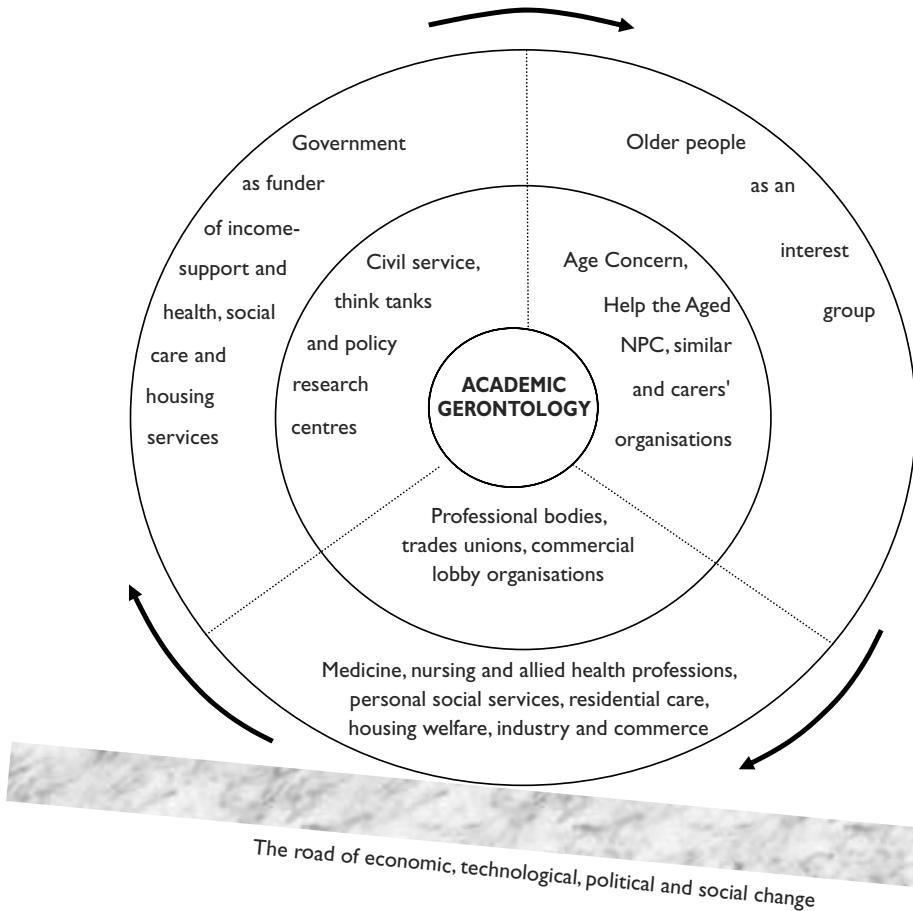 Government
as funder
of income-
support and
health, social
care and
housing
services
Older people
as an
interest
group
Civil service,
think tanks
and policy
research
centres
Age Concern,
Help the Aged
NPC, similar
and carers'
organisations
ACADEMIC
GERONTOLOGY
Professional bodies,
trades unions, commercial
lobby organisations
Medicine, nursing and allied health professions,
personal social services, residential care,
housing welfare, industry and commerce
The road of economic, technological, political and social change